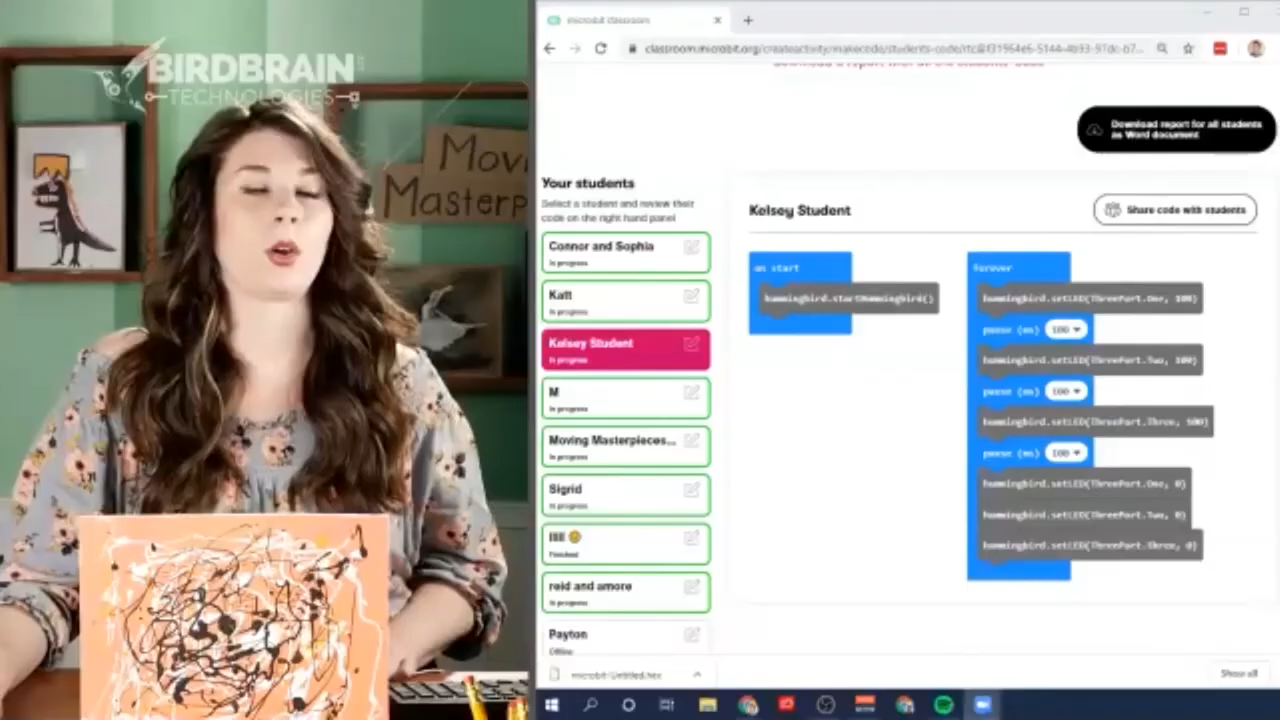 BIRDBRAIN
TECHNOLOGIES
Movi
Masterp
microbit classroom
Download report for all students
as Word document
Your students
Select a student and review their
code on the right hand panel
Connor and Sophia
In progress
Katt
In progress
Kelsey Student
In progress
M
In progress
Moving Masterpieces...
In progress
Sigrid
In progress
Finished
reid and amore
In progress
Payton
Offline
Kelsey Student
Share code with students
on start
hummingbird.startHummingbird()
forever
hummingbird.setLED(ThreePort.One, 100)
pause (ms) 100
hummingbird.setLED(ThreePort.Two, 100)
pause (ms) 100
hummingbird.setLED(ThreePort.Three, 100)
pause (ms) 100
hummingbird.setLED(ThreePort.One, 0)
hummingbird.setLED(ThreePort.Two, 0)
hummingbird.setLED(ThreePort.Three, 0)
microbit-Untitled.hex
Show all